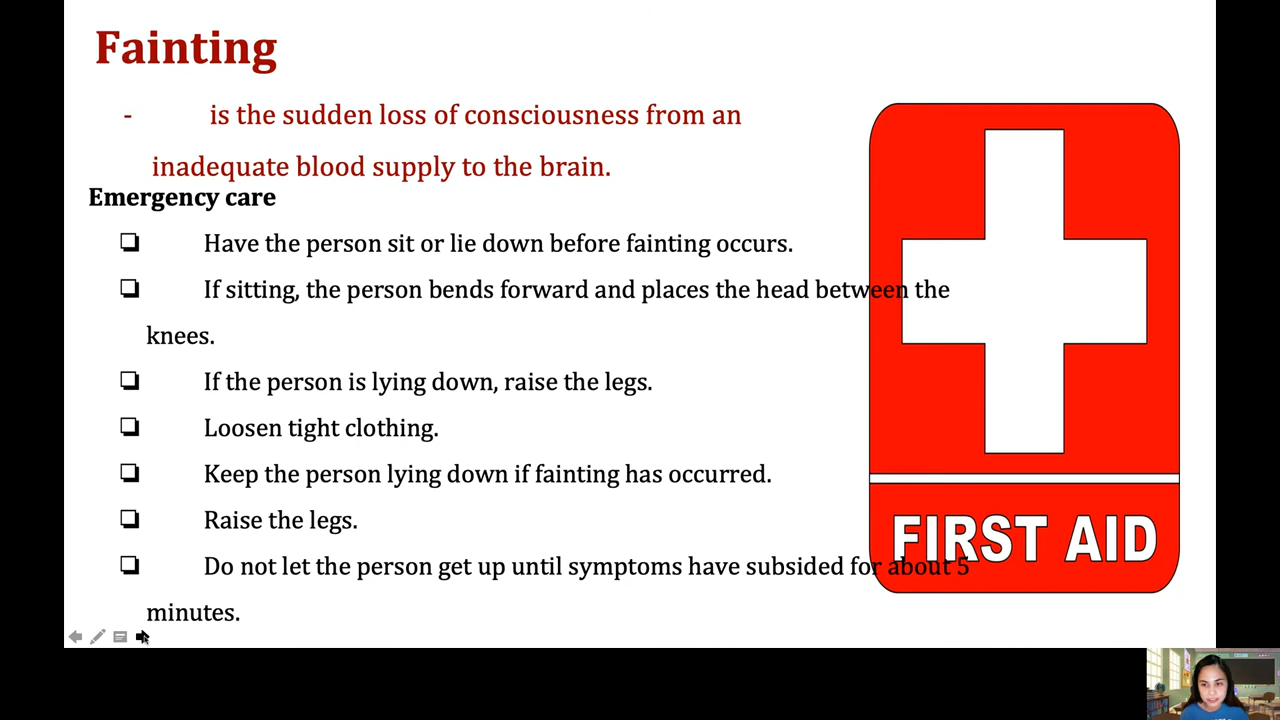 Fainting
- is the sudden loss of consciousness from an
inadequate blood supply to the brain.
Emergency care
❏ Have the person sit or lie down before fainting occurs.
❏ If sitting, the person bends forward and places the head between the
knees.
❏ If the person is lying down, raise the legs.
❏ Loosen tight clothing.
❏ Keep the person lying down if fainting has occurred.
❏ Raise the legs.
❏ Do not let the person get up until symptoms have subsided for about 5
minutes.
FIRST AID